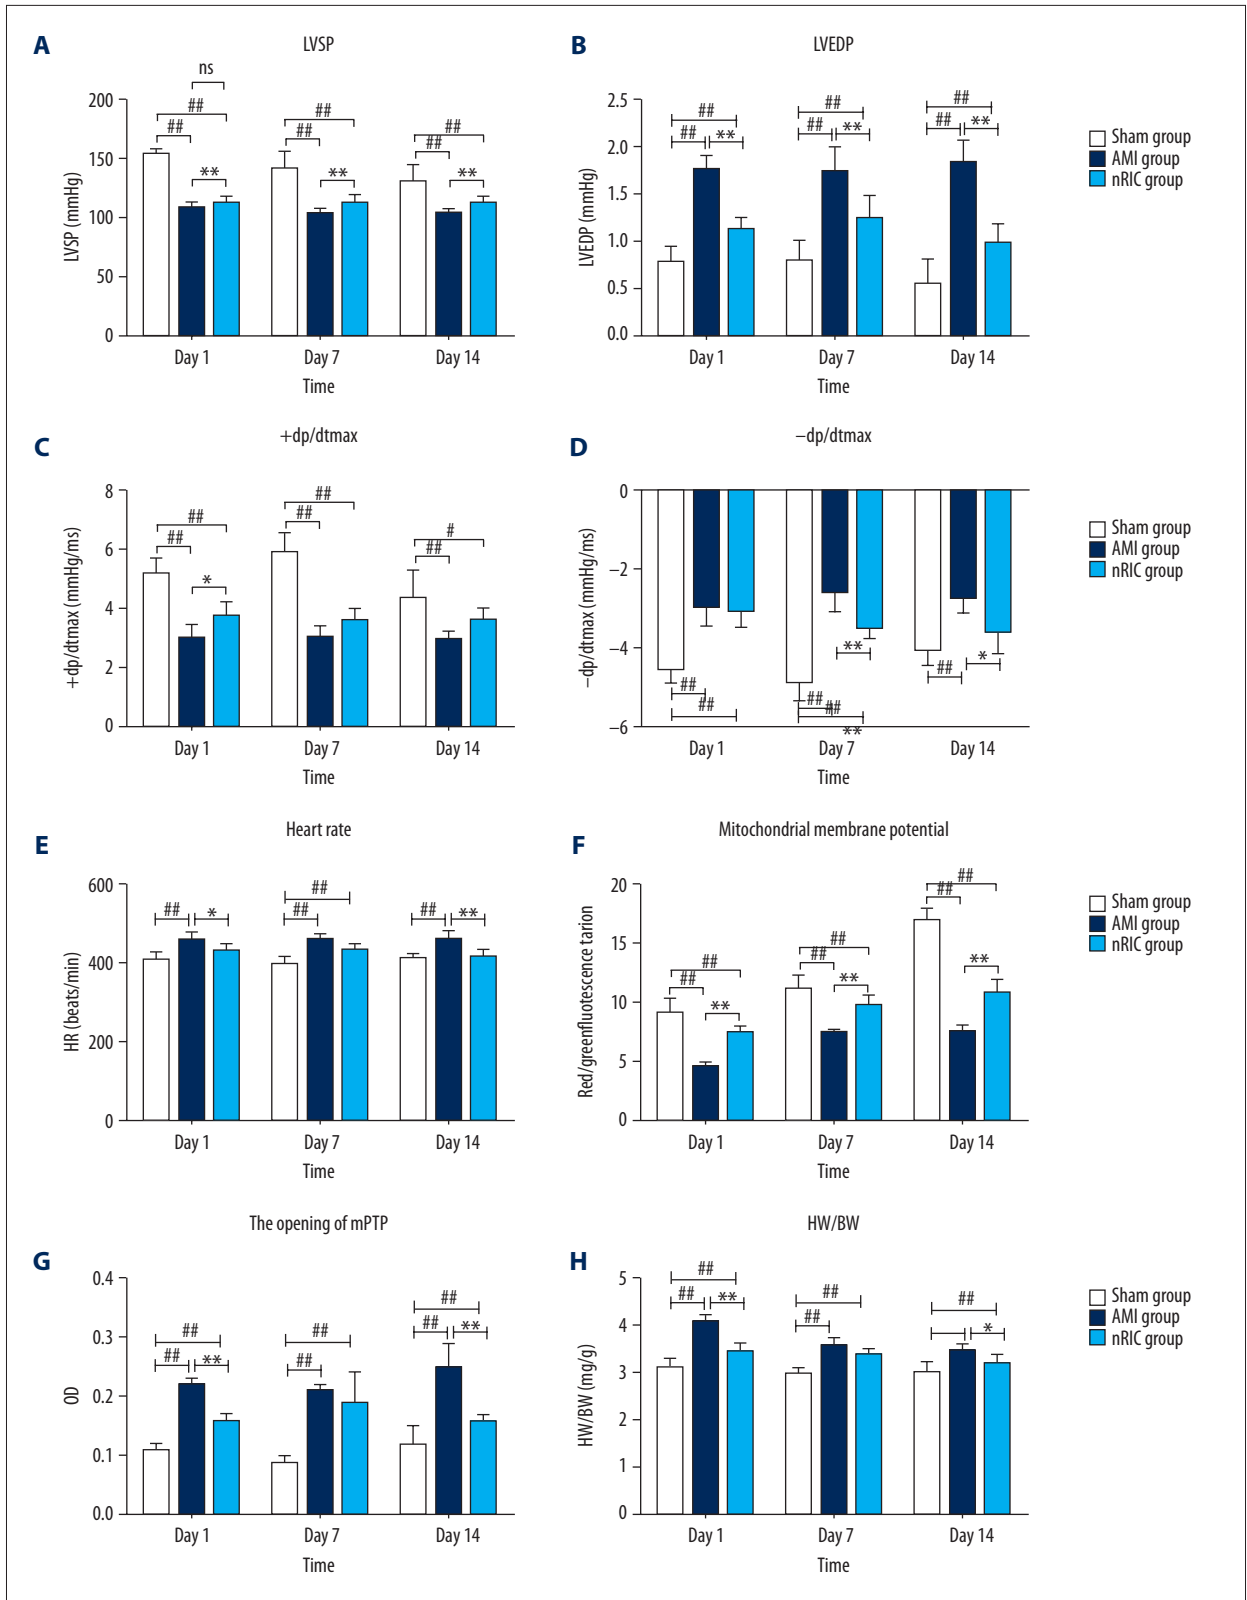 A
LVSP
ns
##
##
##
##
##
##
**
**
**
200
150
100
50
0
LVSP (mmHg)
Day 1
Day 7
Day 14
Time
B
LVEDP
##
##
**
##
##
**
##
##
**
2.5
2.0
1.5
1.0
0.5
0.0
LVEDP (mmHg)
Day 1
Day 7
Day 14
Time
Sham group
AMI group
nRIC group
C
+dp/dtmax
##
##
*
##
##
#
##
8
6
4
2
0
+dp/dtmax (mmHg/ms)
Day 1
Day 7
Day 14
Time
D
−dp/dtmax
0
−2
−4
−6
−dp/dtmax (mmHg/ms)
##
##
**
##
##
**
##
*
Day 1
Day 7
Day 14
Time
Sham group
AMI group
nRIC group
E
Heart rate
##
*
##
##
##
**
600
400
200
0
HR (beats/min)
Day 1
Day 7
Day 14
Time
F
Mitochondrial membrane potential
##
##
**
##
##
**
##
##
**
20
15
10
5
0
Red/greenfluotescence tarion
Day 1
Day 7
Day 14
Time
Sham group
AMI group
nRIC group
G
The opening of mPTP
##
##
**
##
##
##
##
**
0.4
0.3
0.2
0.1
0.0
OD
Day 1
Day 7
Day 14
Time
H
HW/BW
##
##
**
##
##
##
*
5
4
3
2
1
0
HW/BW (mg/g)
Day 1
Day 7
Day 14
Time
Sham group
AMI group
nRIC group